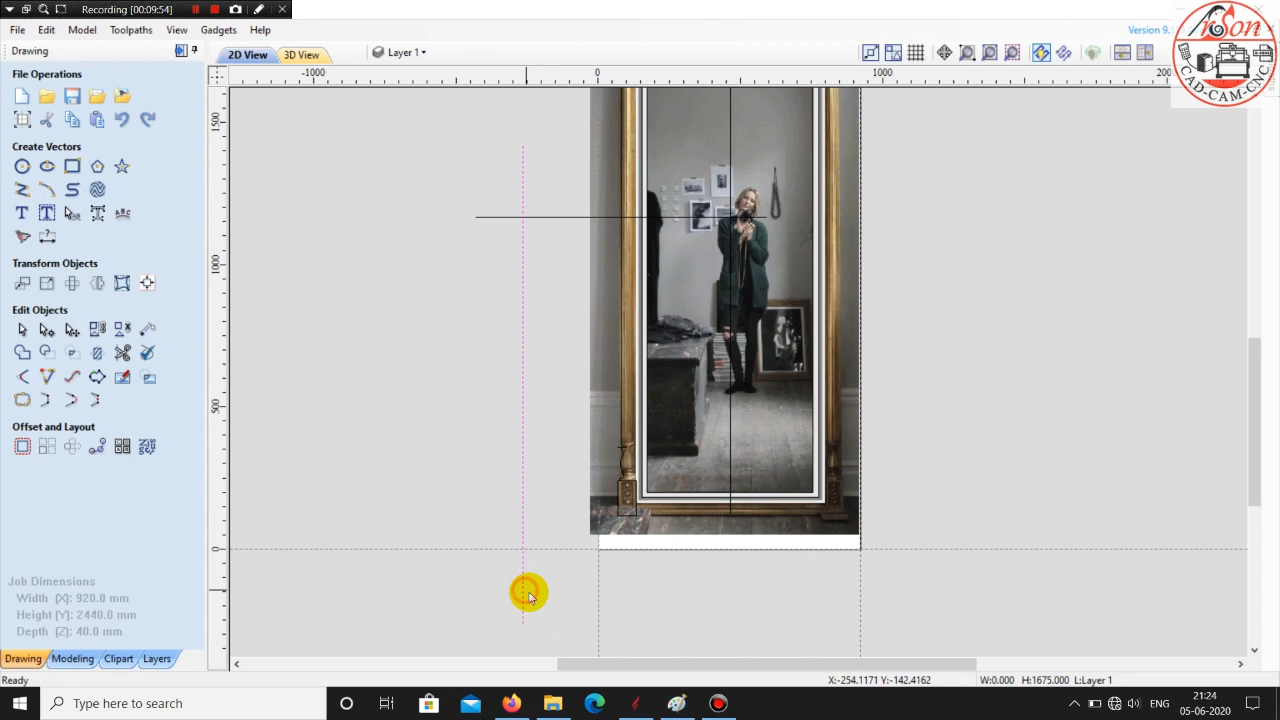 Recording [00:09:54]
File Edit Model Toolpaths View Gadgets Help
Version 9.
Drawing
2D View 3D View Layer 1
-1000 0 1000
File Operations
Create Vectors
Transform Objects
Edit Objects
Offset and Layout
1500
1000
500
0
Job Dimensions
Width [X]: 920.0 mm
Height [Y]: 2440.0 mm
Depth [Z]: 40.0 mm
Drawing Modeling Clipart Layers
Ready
X:-254.1171 Y:-142.4162
W:0.000 H:1675.000 L:Layer 1
Type here to search
ENG
21:24
05-06-2020
CAD-CAM-CNC